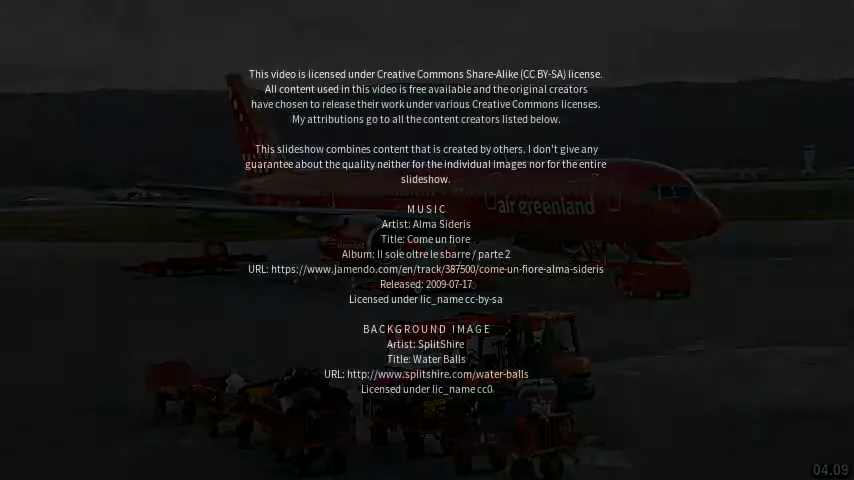 This video is licensed under Creative Commons Share-Alike (CC BY-SA) license.
All content used in this video is free available and the original creators
have chosen to release their work under various Creative Commons licenses.
My attributions go to all the content creators listed below.
This slideshow combines content that is created by others. I don't give any
guarantee about the quality neither for the individual images nor for the entire
slideshow.
MUSIC
Artist: Alma Sideris
Title: Come un fiore
Album: Il sole oltre le sbarre / parte 2
URL: https://www.jamendo.com/en/track/387500/come-un-fiore-alma-sideris
Released: 2009-07-17
Licensed under lic_name cc-by-sa
BACKGROUND IMAGE
Artist: SplitShire
Title: Water Balls
URL: http://www.splitshire.com/water-balls
Licensed under lic_name cc0
air greenland
04.09